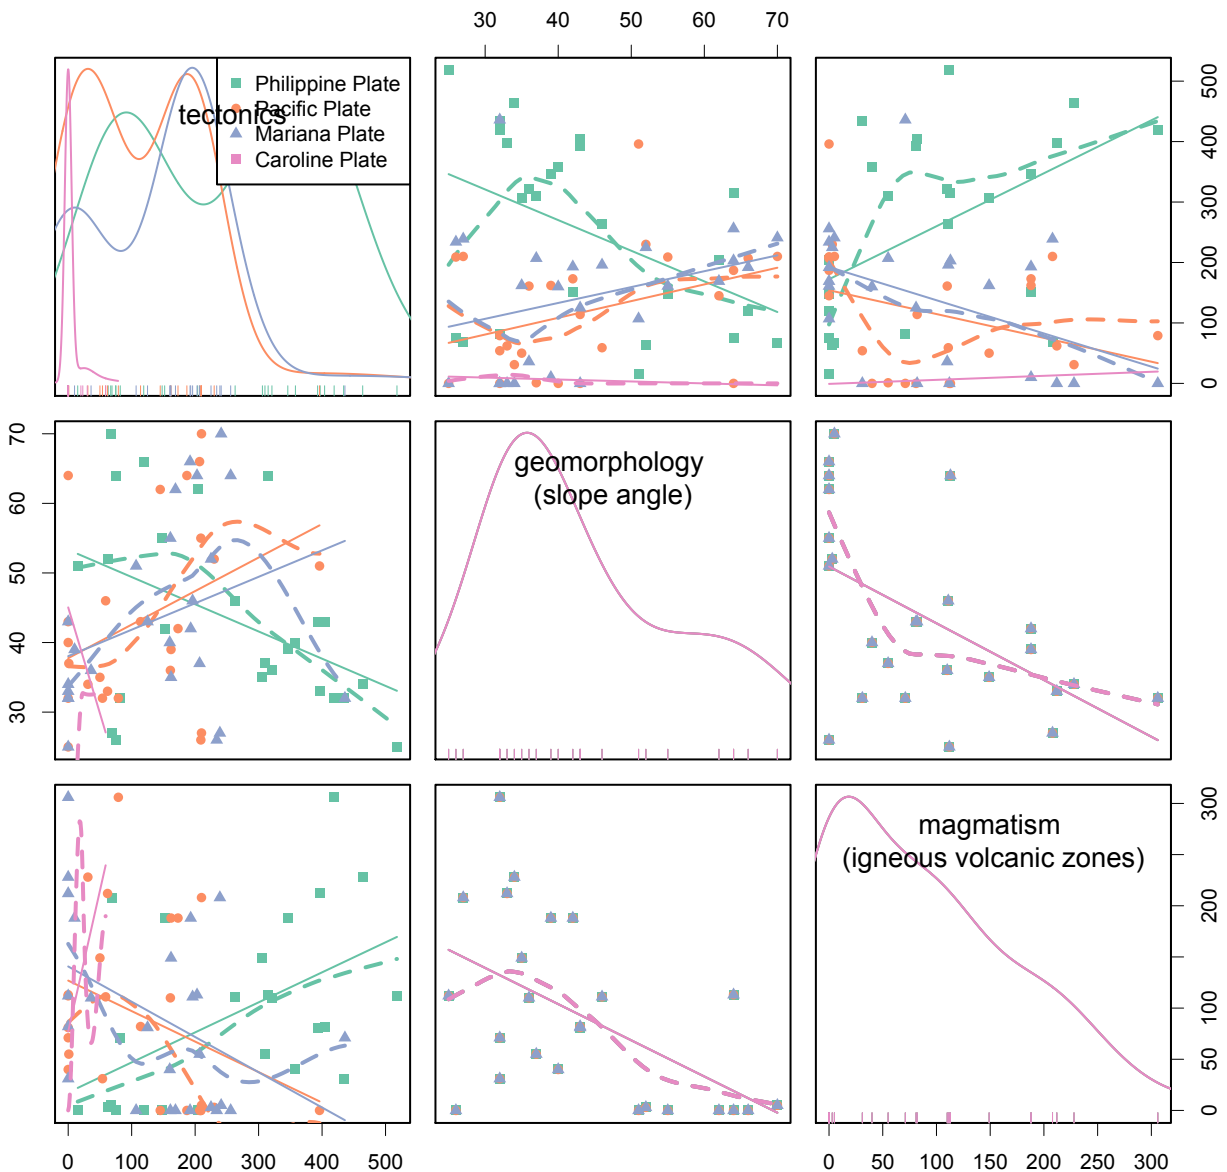 30 40 50 60 70
Philippine Plate
Pacific Plate
tectonics
Mariana Plate
Caroline Plate
0 100 200 300 400 500
30 40 50 60 70
geomorphology
(slope angle)
magmatism
(igneous volcanic zones)
0 50 100 200 300
0 100 200 300 400 500
0 50 100 150 200 250 300